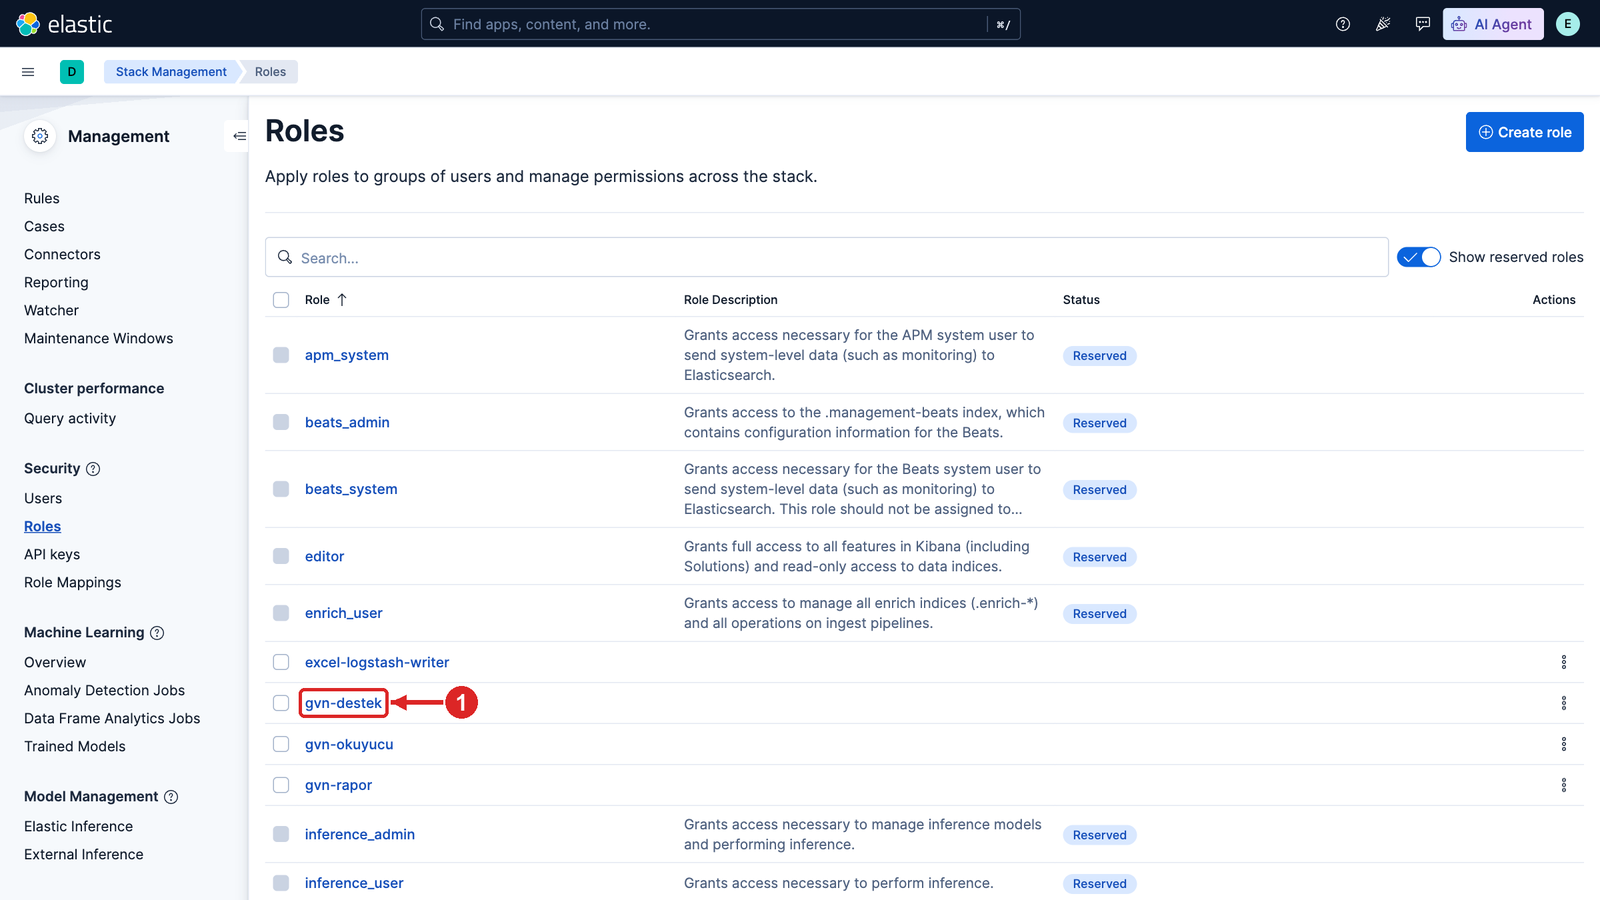 elastic
Find apps, content, and more.
⌘/
AI Agent
E
D
Stack Management
Roles
Management
Rules
Cases
Connectors
Reporting
Watcher
Maintenance Windows
Cluster performance
Query activity
Security
Users
Roles
API keys
Role Mappings
Machine Learning
Overview
Anomaly Detection Jobs
Data Frame Analytics Jobs
Trained Models
Model Management
Elastic Inference
External Inference
Roles
Create role
Apply roles to groups of users and manage permissions across the stack.
Search...
Show reserved roles
Role ↑ Role Description Status Actions
apm_system
Grants access necessary for the APM system user to
send system-level data (such as monitoring) to
Elasticsearch.
Reserved
beats_admin
Grants access to the .management-beats index, which
contains configuration information for the Beats.
Reserved
beats_system
Grants access necessary for the Beats system user to
send system-level data (such as monitoring) to
Elasticsearch. This role should not be assigned to...
Reserved
editor
Grants full access to all features in Kibana (including
Solutions) and read-only access to data indices.
Reserved
enrich_user
Grants access to manage all enrich indices (.enrich-*)
and all operations on ingest pipelines.
Reserved
excel-logstash-writer
gvn-destek
1
gvn-okuyucu
gvn-rapor
inference_admin
Grants access necessary to manage inference models
and performing inference.
Reserved
inference_user
Grants access necessary to perform inference.
Reserved